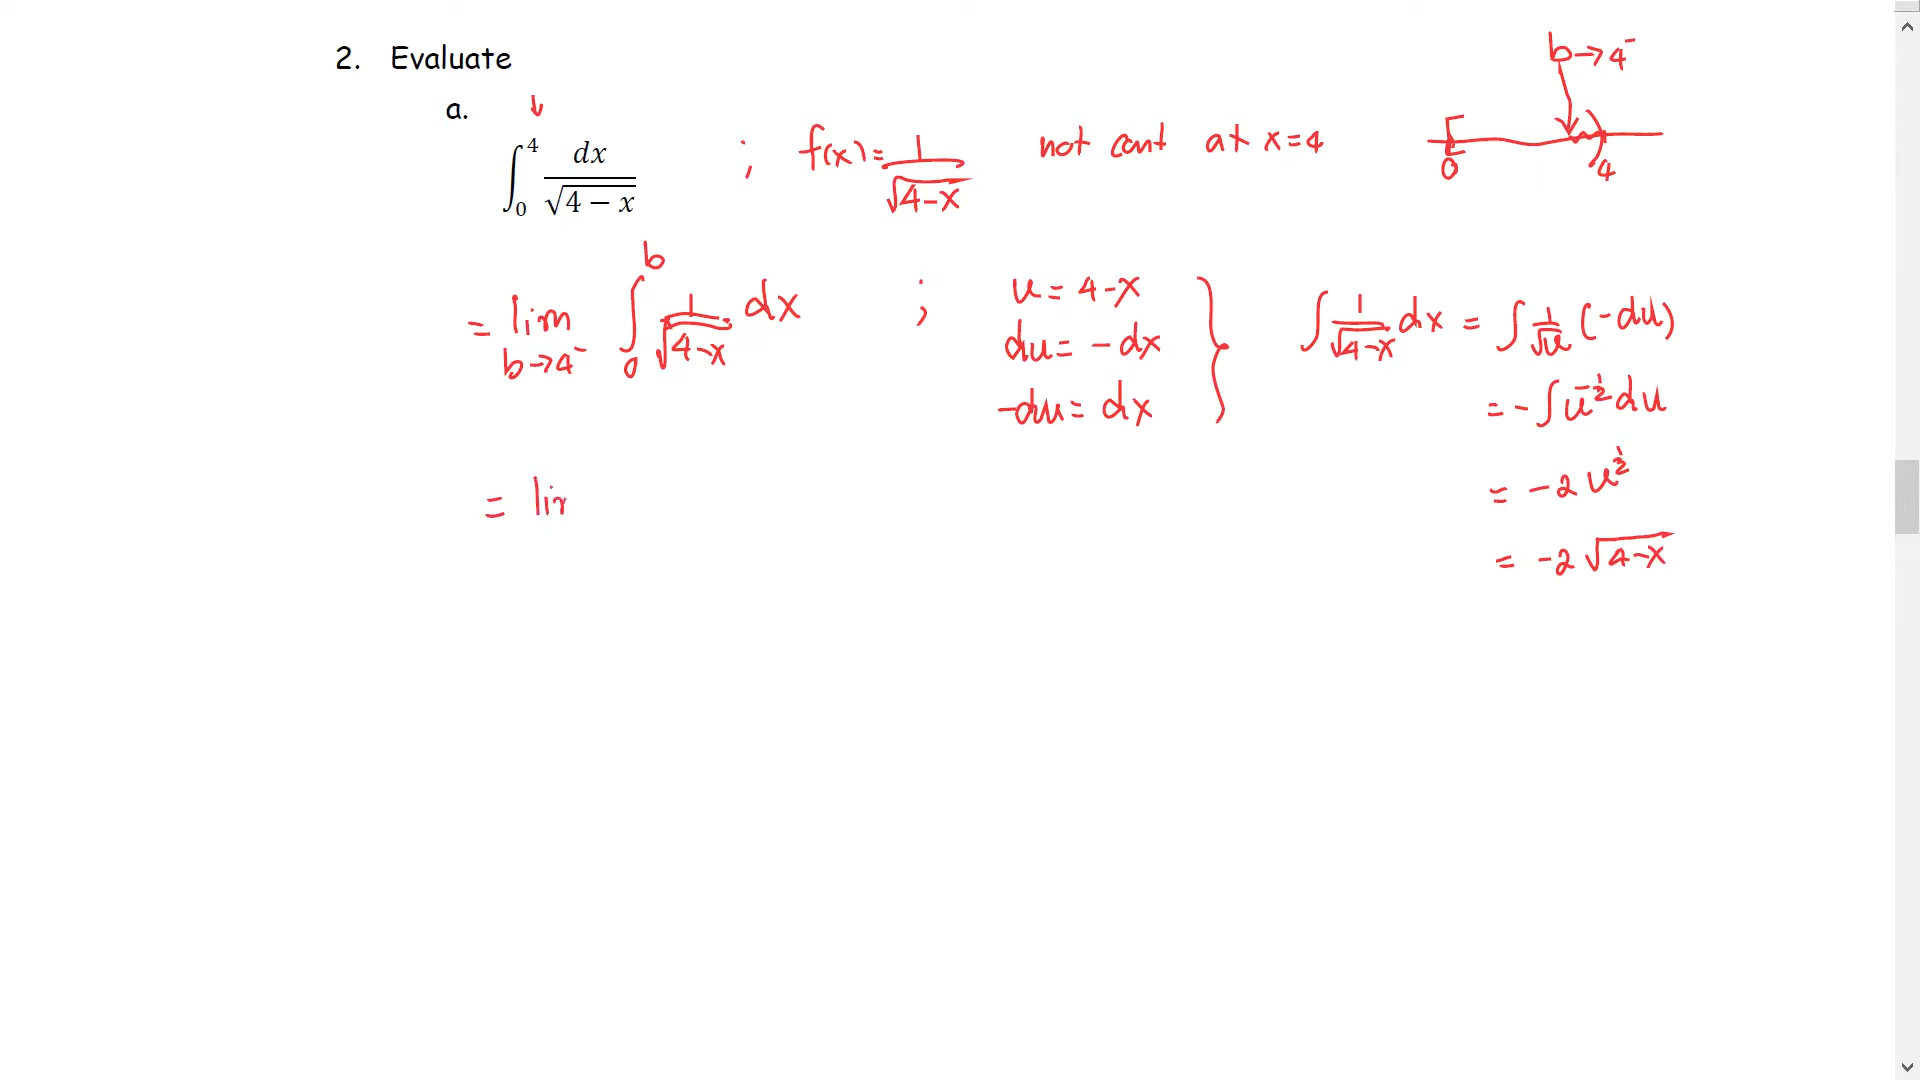 2. Evaluate
a. ↓
∫₀⁴ dx / √(4 − x) ; f(x) = 1/√(4-x) not cont at x=4
b→4⁻
0 4
= lim b→4⁻ ∫₀ᵇ 1/√(4-x) dx ;
u = 4-x
du = -dx
-du = dx
∫ 1/√(4-x) dx = ∫ 1/√u (-du)
= -∫ u^(-1/2) du
= -2 u^(1/2)
= -2 √(4-x)
= lim